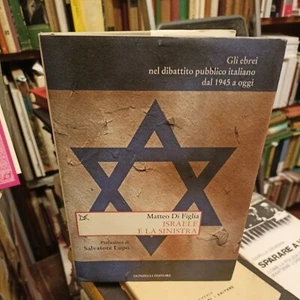 Gli ebrei
nel dibattito pubblico italiano
dal 1945 a oggi
Matteo Di Figlia
ISRAELE
E LA SINISTRA
Prefazione di
Salvatore Lupo
DONZELLI EDITORE
SPARARE A